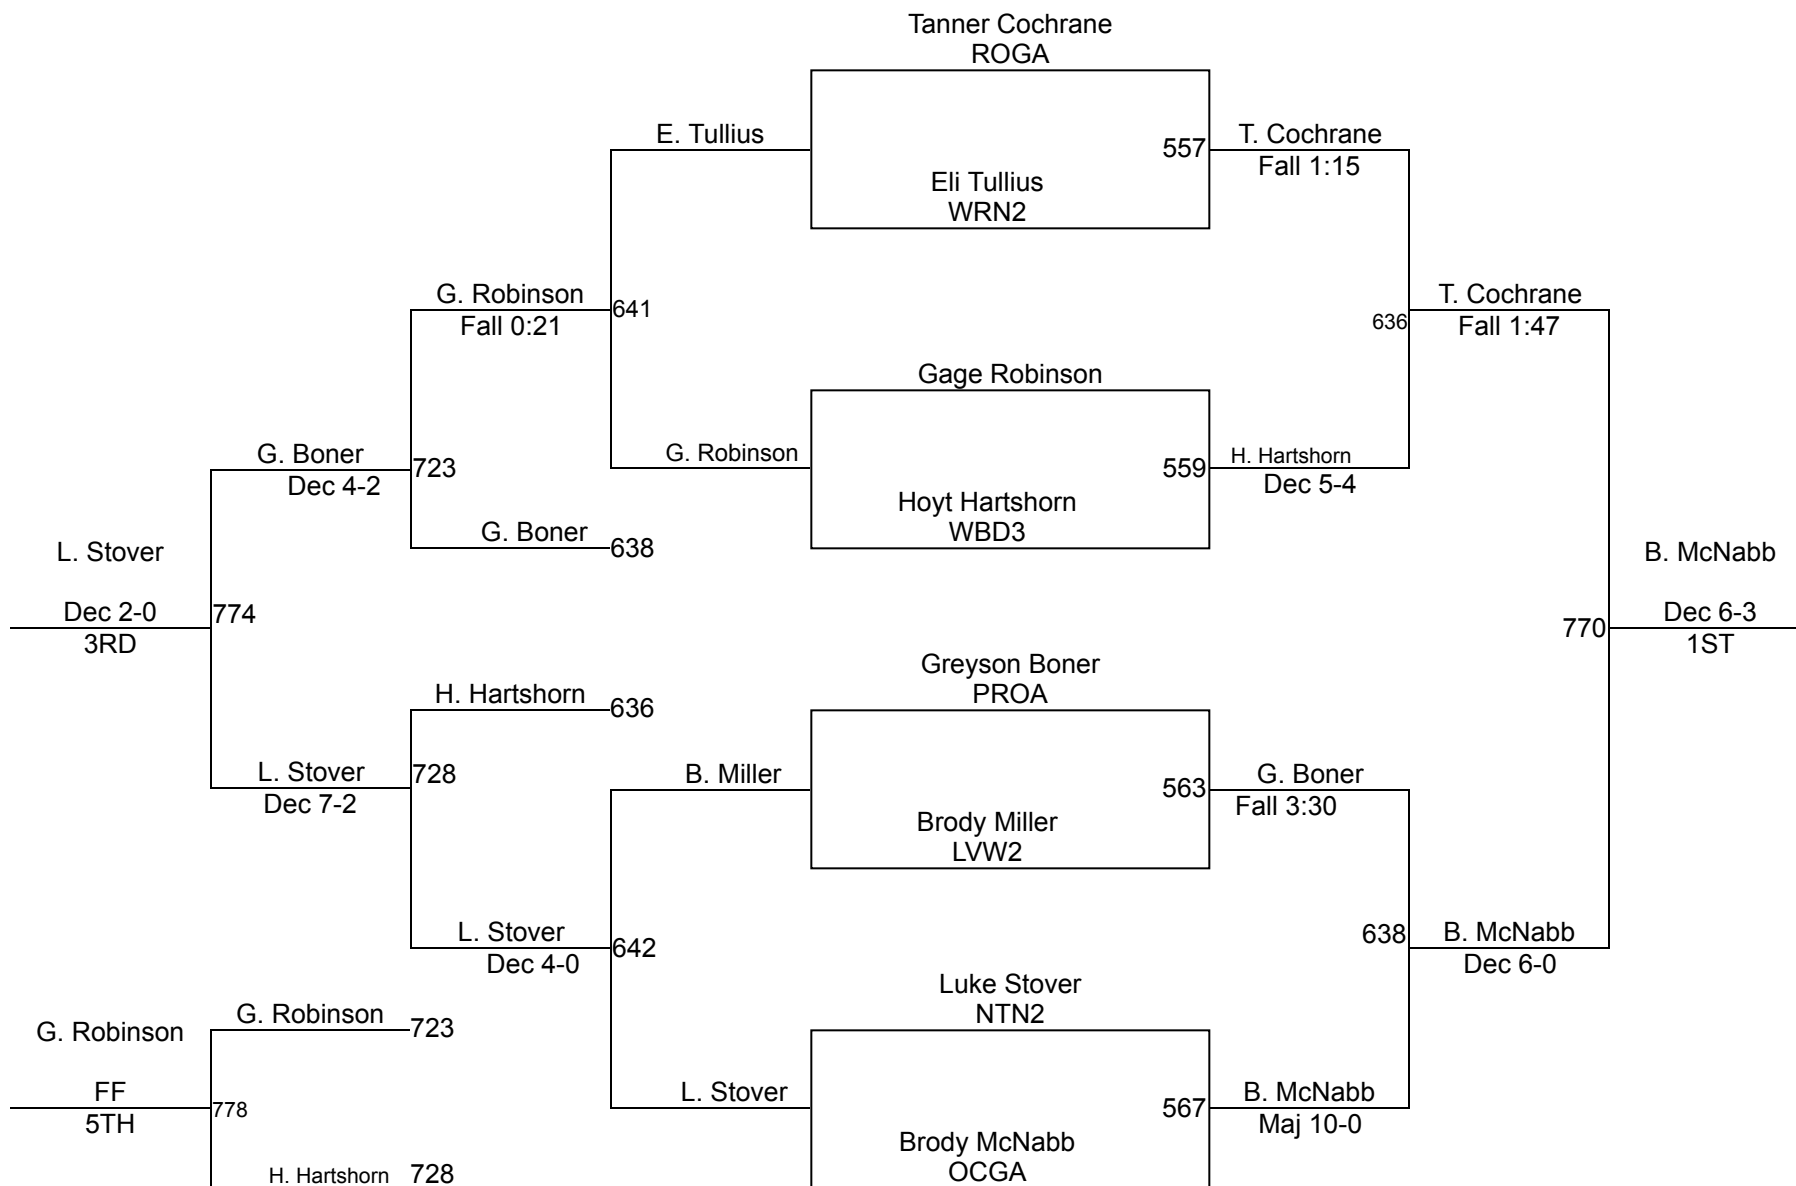 Tanner Cochrane
ROGA
E. Tullius
557
T. Cochrane
Fall 1:15
Eli Tullius
WRN2
G. Robinson
Fall 0:21
641
636
T. Cochrane
Fall 1:47
Gage Robinson
G. Boner
Dec 4-2
723
G. Robinson
559
H. Hartshorn
Dec 5-4
Hoyt Hartshorn
WBD3
G. Boner
638
L. Stover
Dec 2-0
3RD
774
B. McNabb
770
Dec 6-3
1ST
Greyson Boner
PROA
H. Hartshorn
636
L. Stover
Dec 7-2
728
B. Miller
563
G. Boner
Fall 3:30
Brody Miller
LVW2
L. Stover
Dec 4-0
642
638
B. McNabb
Dec 6-0
Luke Stover
NTN2
G. Robinson
G. Robinson
723
FF
5TH
778
L. Stover
567
B. McNabb
Maj 10-0
Brody McNabb
OCGA
H. Hartshorn
728